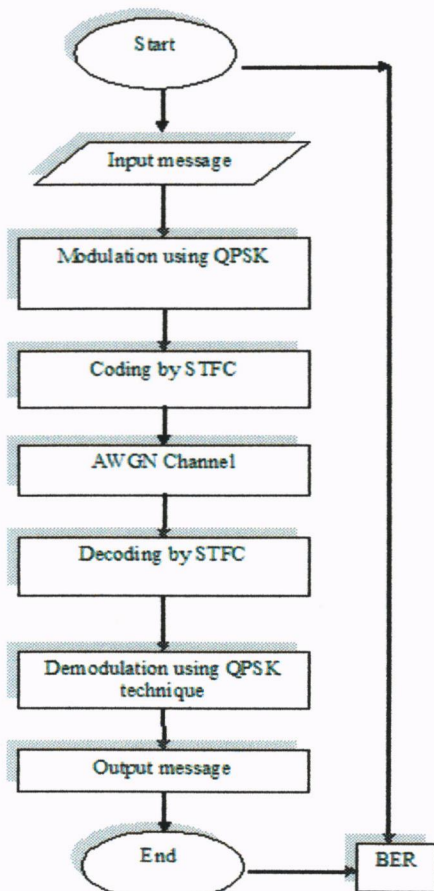 Start
Input message
Modulation using QPSK
Coding by STFC
AWGN Channel
Decoding by STFC
Demodulation using QPSK
technique
Output message
End
BER